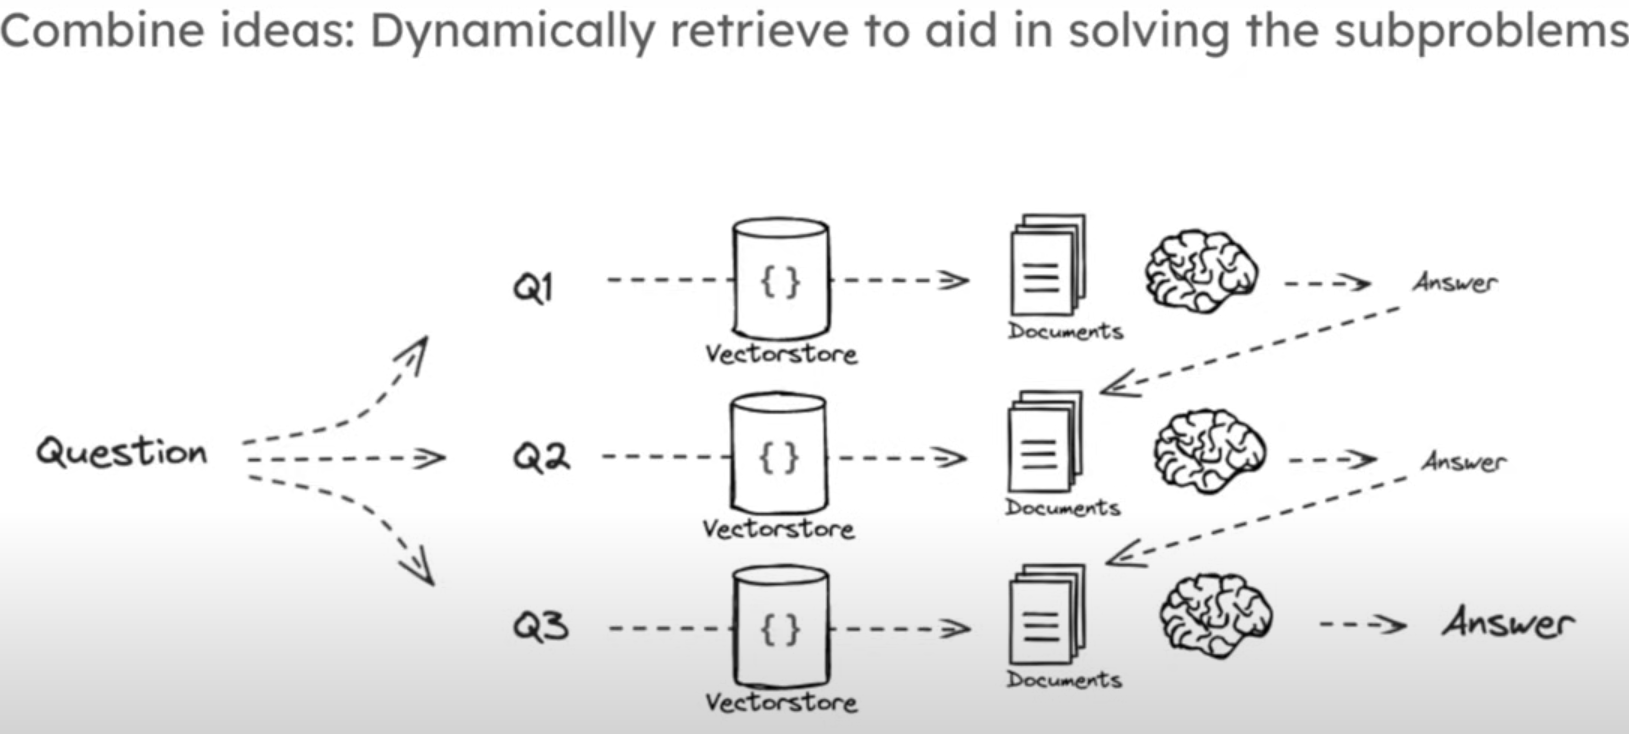 Combine ideas: Dynamically retrieve to aid in solving the subproblems
Question
Q1
{}
Vectorstore
Documents
Answer
Q2
{}
Vectorstore
Documents
Answer
Q3
{}
Vectorstore
Documents
Answer